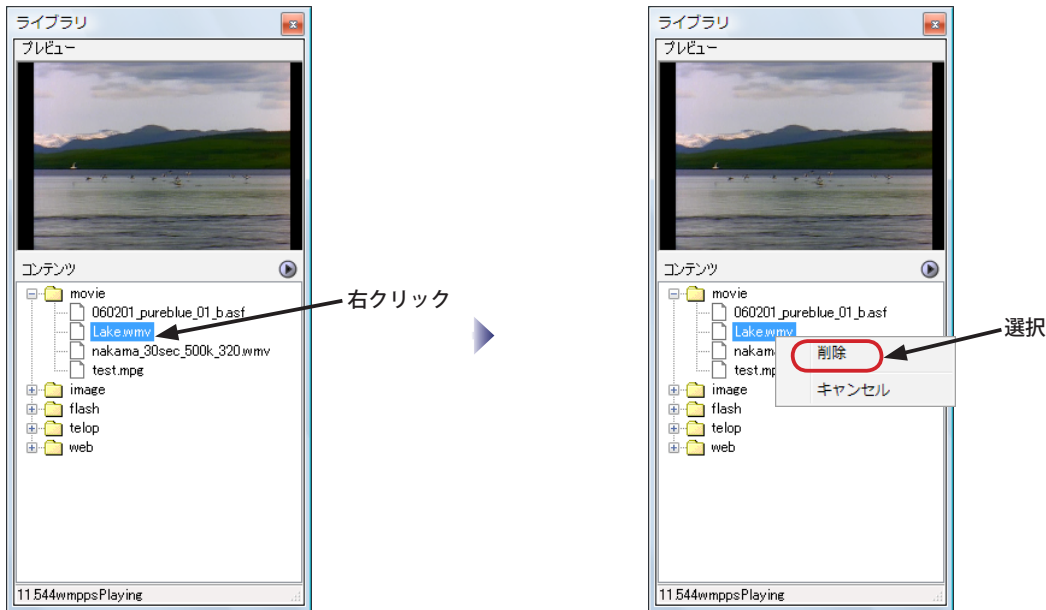 ライブラリ
プレビュー
コンテンツ
movie
060201_pureblue_01_b.asf
Lake.wmv
nakama_30sec_500k_320.wmv
test.mpg
image
flash
telop
web
11.544wmppsPlaying
右クリック
ライブラリ
プレビュー
コンテンツ
movie
060201_pureblue_01_b.asf
Lake.wmv
nakam
test.mp
image
flash
telop
web
削除
キャンセル
11.544wmppsPlaying
選択